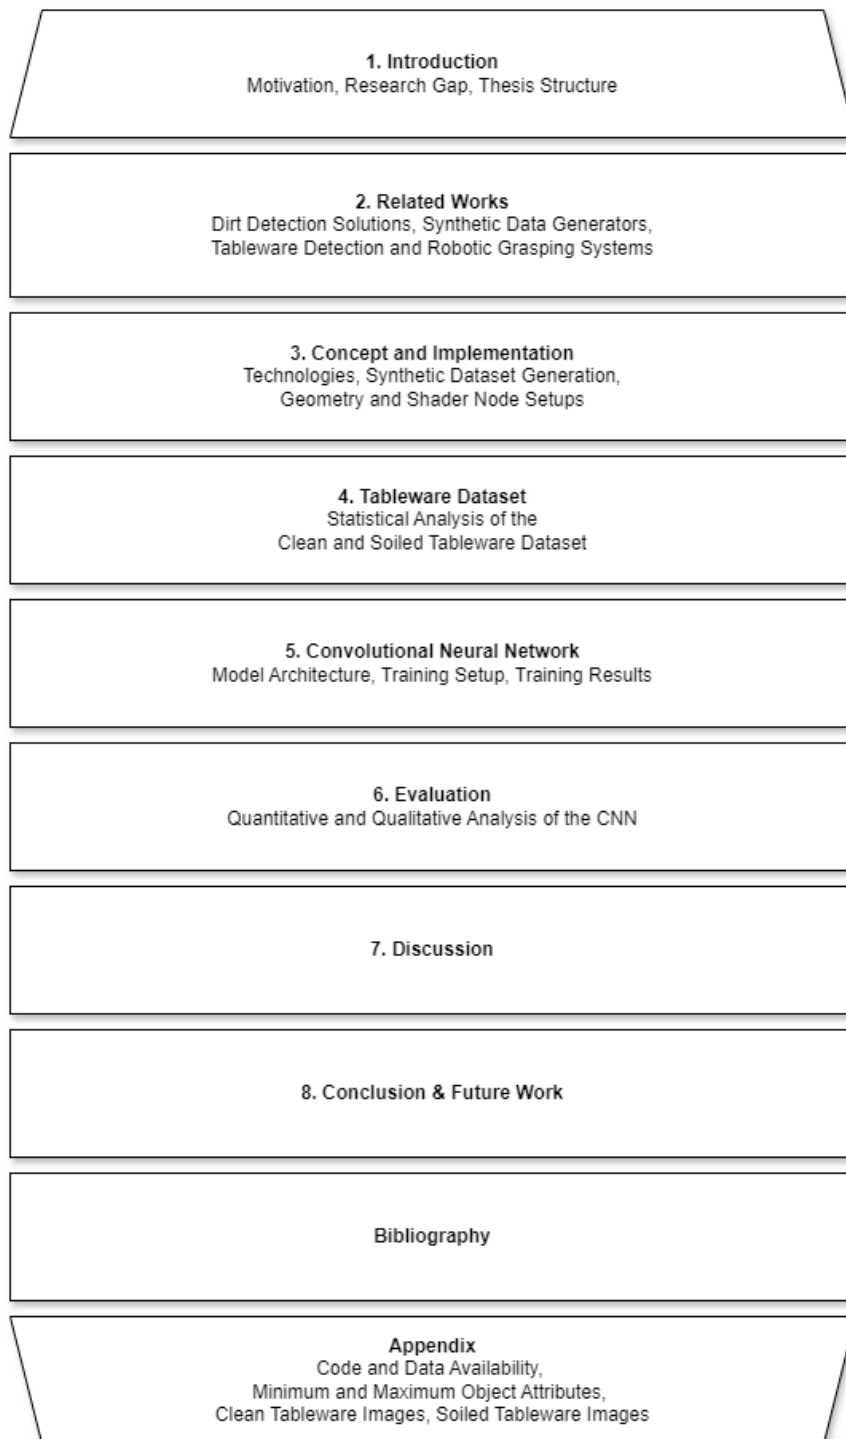 1. Introduction
Motivation, Research Gap, Thesis Structure
2. Related Works
Dirt Detection Solutions, Synthetic Data Generators,
Tableware Detection and Robotic Grasping Systems
3. Concept and Implementation
Technologies, Synthetic Dataset Generation,
Geometry and Shader Node Setups
4. Tableware Dataset
Statistical Analysis of the
Clean and Soiled Tableware Dataset
5. Convolutional Neural Network
Model Architecture, Training Setup, Training Results
6. Evaluation
Quantitative and Qualitative Analysis of the CNN
7. Discussion
8. Conclusion & Future Work
Bibliography
Appendix
Code and Data Availability,
Minimum and Maximum Object Attributes,
Clean Tableware Images, Soiled Tableware Images